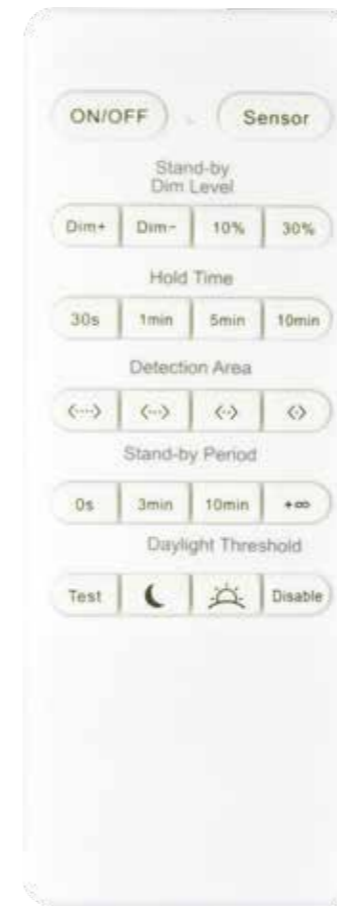 ON/OFF Sensor
Stand-by
Dim Level
Dim+ Dim- 10% 30%
Hold Time
30s 1min 5min 10min
Detection Area
<····> <···> <··> <·>
Stand-by Period
0s 3min 10min +∞
Daylight Threshold
Test Disable